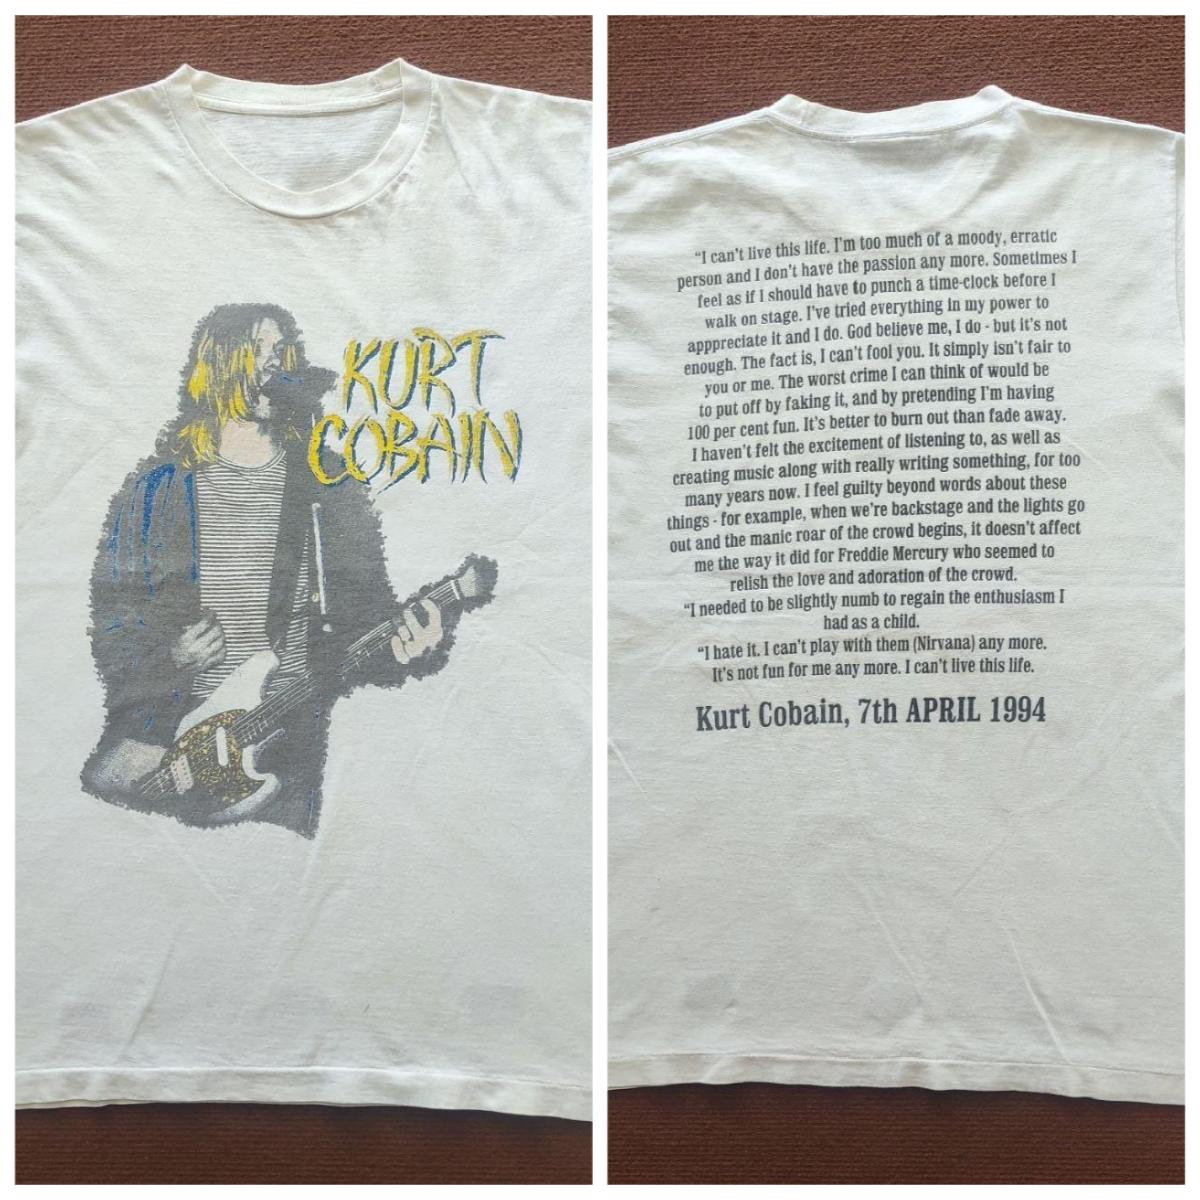 KURT
COBAIN
“I can't live this life. I'm too much of a moody, erratic
person and I don't have the passion any more. Sometimes I
feel as if I should have to punch a time-clock before I
walk on stage. I've tried everything in my power to
apppreciate it and I do. God believe me, I do - but it's not
enough. The fact is, I can't fool you. It simply isn't fair to
you or me. The worst crime I can think of would be
to put off by faking it, and by pretending I'm having
100 per cent fun. It's better to burn out than fade away.
I haven't felt the excitement of listening to, as well as
creating music along with really writing something, for too
many years now. I feel guilty beyond words about these
things - for example, when we're backstage and the lights go
out and the manic roar of the crowd begins, it doesn't affect
me the way it did for Freddie Mercury who seemed to
relish the love and adoration of the crowd.
“I needed to be slightly numb to regain the enthusiasm I
had as a child.
“I hate it. I can't play with them (Nirvana) any more.
It's not fun for me any more. I can't live this life.
Kurt Cobain, 7th APRIL 1994